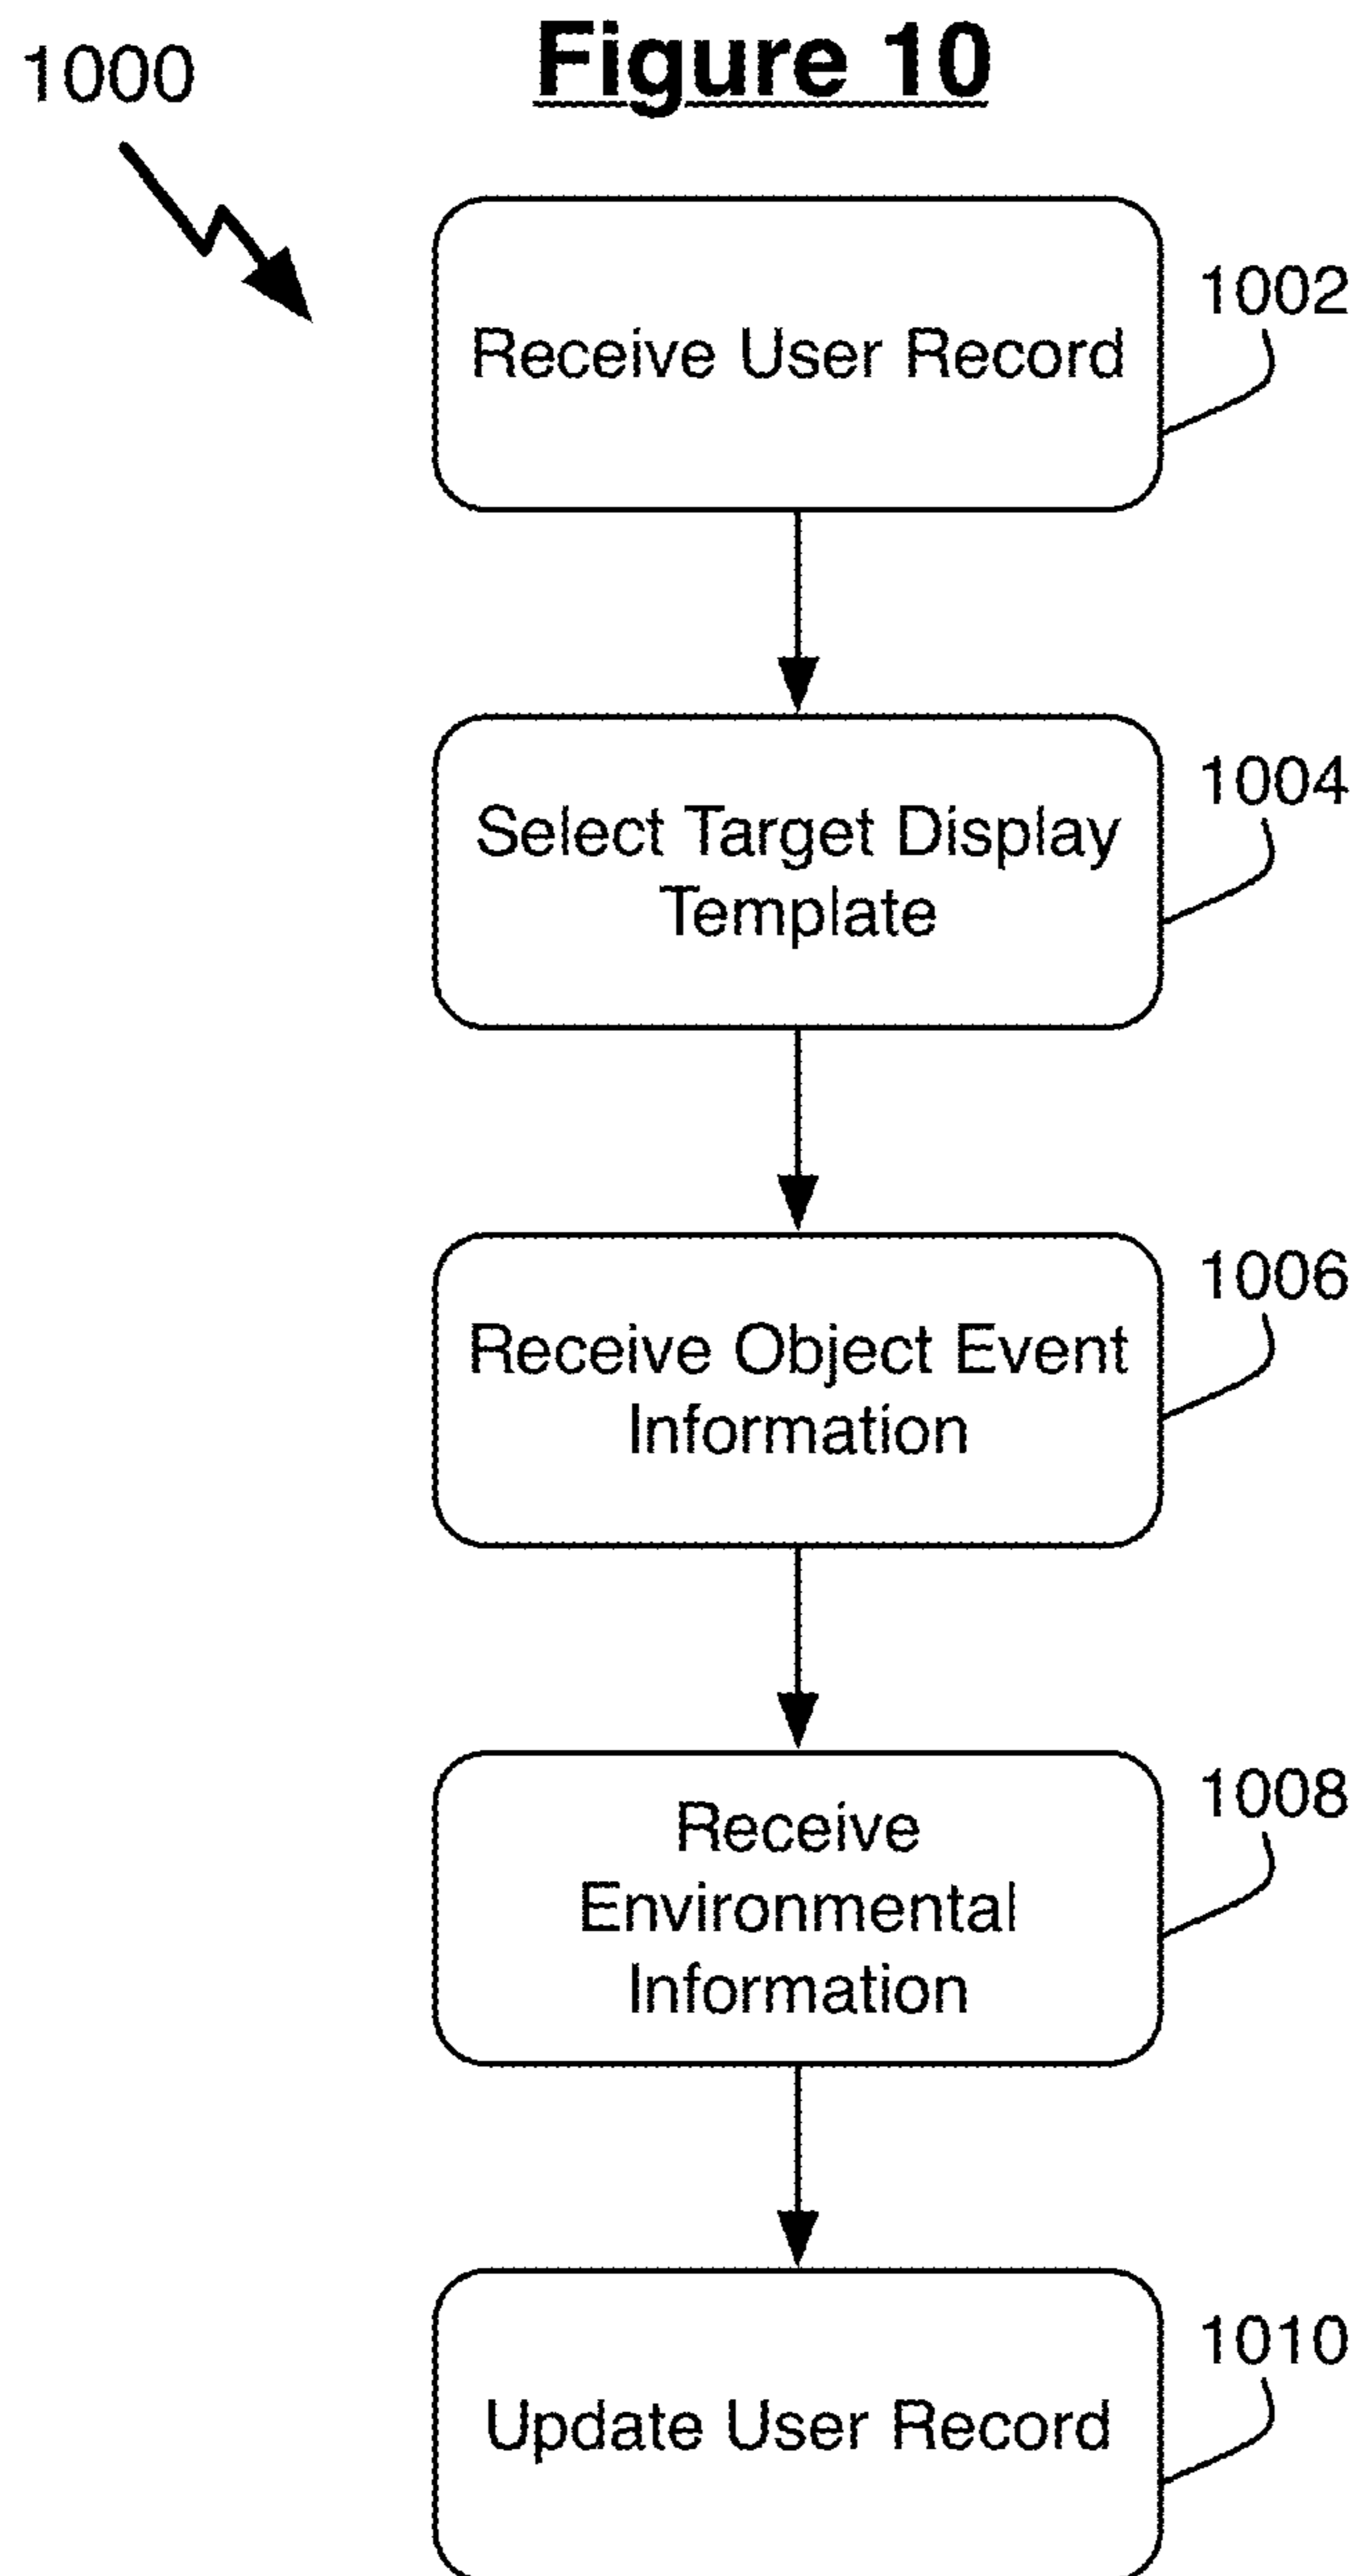 1000
Figure 10
Receive User Record
1002
Select Target Display
Template
1004
Receive Object Event
Information
1006
Receive
Environmental
Information
1008
Update User Record
1010